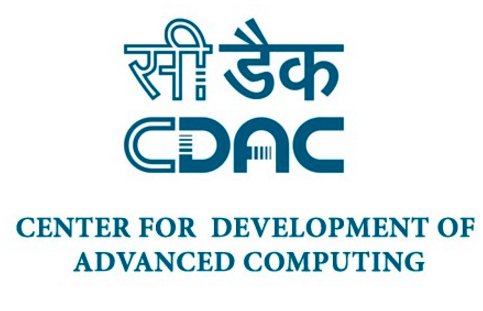 सी डैक
CDAC
CENTER FOR DEVELOPMENT OF
ADVANCED COMPUTING